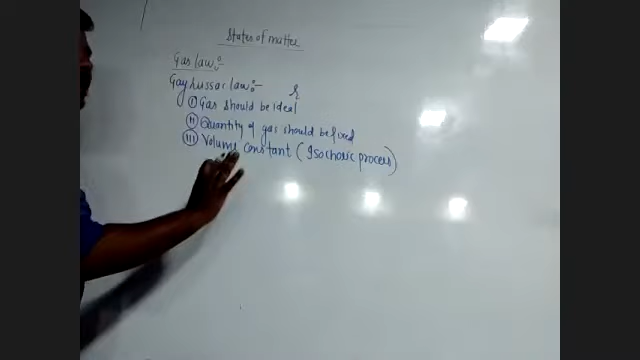 States of matter
Gas law :-
Gay lussac law :-
(I) Gas should be ideal
(II) Quantity of gas should be fixed
(III) Volume constant (Isochoric process)